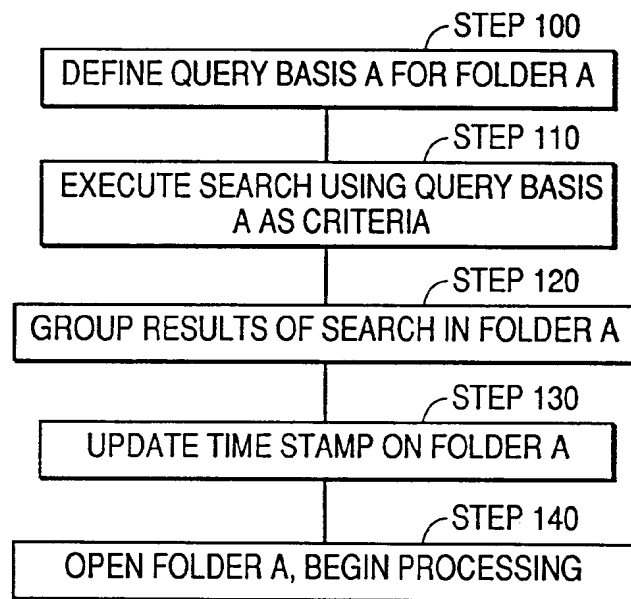 STEP 100
DEFINE QUERY BASIS A FOR FOLDER A
STEP 110
EXECUTE SEARCH USING QUERY BASIS
A AS CRITERIA
STEP 120
GROUP RESULTS OF SEARCH IN FOLDER A
STEP 130
UPDATE TIME STAMP ON FOLDER A
STEP 140
OPEN FOLDER A, BEGIN PROCESSING